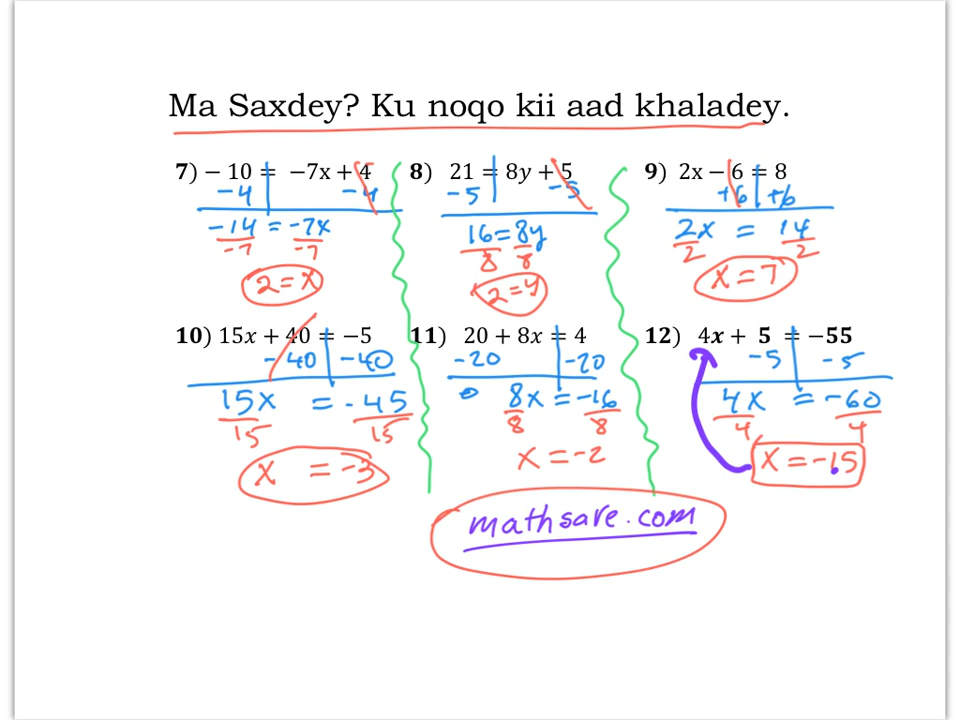 Ma Saxdey? Ku noqo kii aad khaladey.
7) − 10 = −7x + 4
−4 −4
−14 = −7x
−7 −7
2 = x
8) 21 = 8y + 5
−5 −5
16 = 8y
8 8
2 = y
9) 2x − 6 = 8
+6 +6
2x = 14
2 2
x = 7
10) 15x + 40 = −5
−40 −40
15x = −45
15 15
x = −3
11) 20 + 8x = 4
−20 −20
0 8x = −16
8 8
x = −2
12) 4x + 5 = −55
−5 −5
4x = −60
4 4
x = −15
mathsare.com